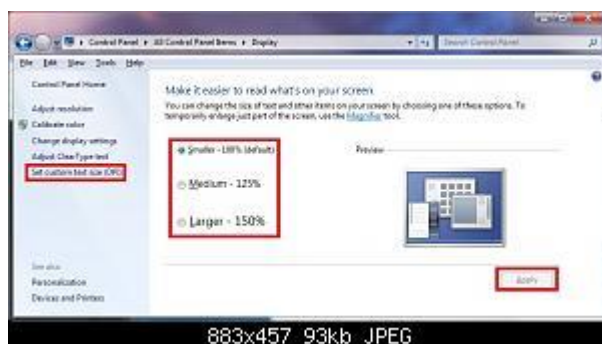 Control Panel ▸ All Control Panel Items ▸ Display
Search Control Panel
File Edit View Tools Help
Control Panel Home
Adjust resolution
Calibrate color
Change display settings
Adjust ClearType text
Set custom text size (DPI)
See also
Personalization
Devices and Printers
Make it easier to read what's on your screen
You can change the size of text and other items on your screen by choosing one of these options. To
temporarily enlarge just part of the screen, use the Magnifier tool.
Smaller - 100% (default)
Preview
Medium - 125%
Larger - 150%
Apply
883x457 93kb JPEG